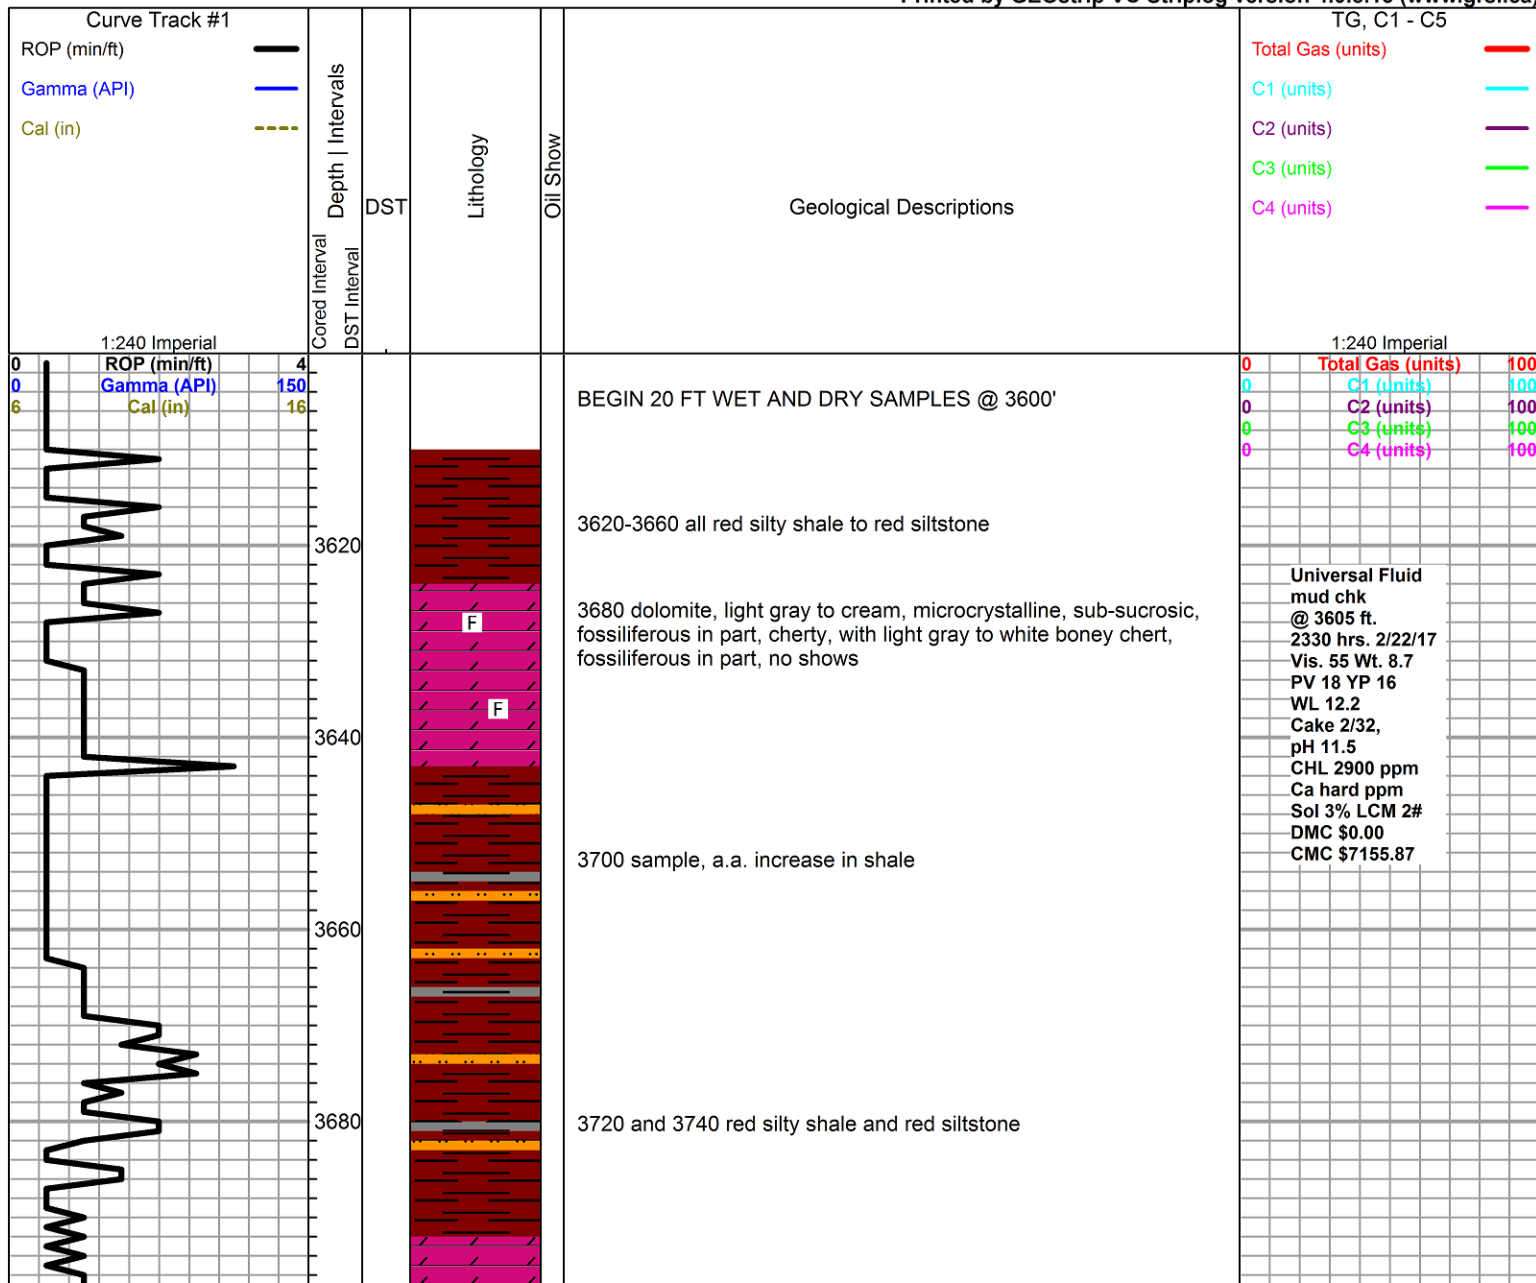 Curve Track #1
ROP (min/ft)
Gamma (API)
Cal (in)
1:240 Imperial
Cored Interval
Depth | Intervals
DST Interval
DST
Lithology
Oil Show
Geological Descriptions
TG, C1 - C5
Total Gas (units)
C1 (units)
C2 (units)
C3 (units)
C4 (units)
1:240 Imperial
0 ROP (min/ft) 4
0 Gamma (API) 150
6 Cal (in) 16
0 Total Gas (units) 100
0 C1 (units) 100
0 C2 (units) 100
0 C3 (units) 100
0 C4 (units) 100
BEGIN 20 FT WET AND DRY SAMPLES @ 3600'
3620-3660 all red silty shale to red siltstone
3620
3680 dolomite, light gray to cream, microcrystalline, sub-sucrosic,
fossiliferous in part, cherty, with light gray to white boney chert,
fossiliferous in part, no shows
F
F
3640
3700 sample, a.a. increase in shale
3660
3680
3720 and 3740 red silty shale and red siltstone
Universal Fluid
mud chk
@ 3605 ft.
2330 hrs. 2/22/17
Vis. 55 Wt. 8.7
PV 18 YP 16
WL 12.2
Cake 2/32,
pH 11.5
CHL 2900 ppm
Ca hard ppm
Sol 3% LCM 2#
DMC $0.00
CMC $7155.87